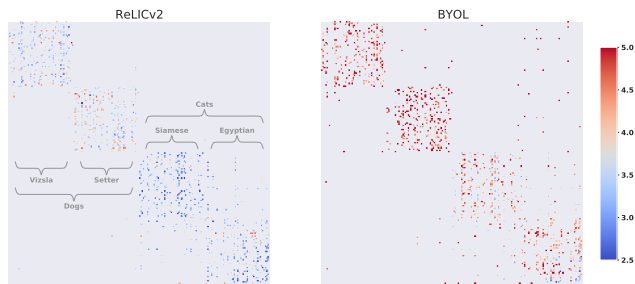 ReLICv2
BYOL
Cats
Siamese
Egyptian
Vizsla
Setter
Dogs
5.0
4.5
4.0
3.5
3.0
2.5